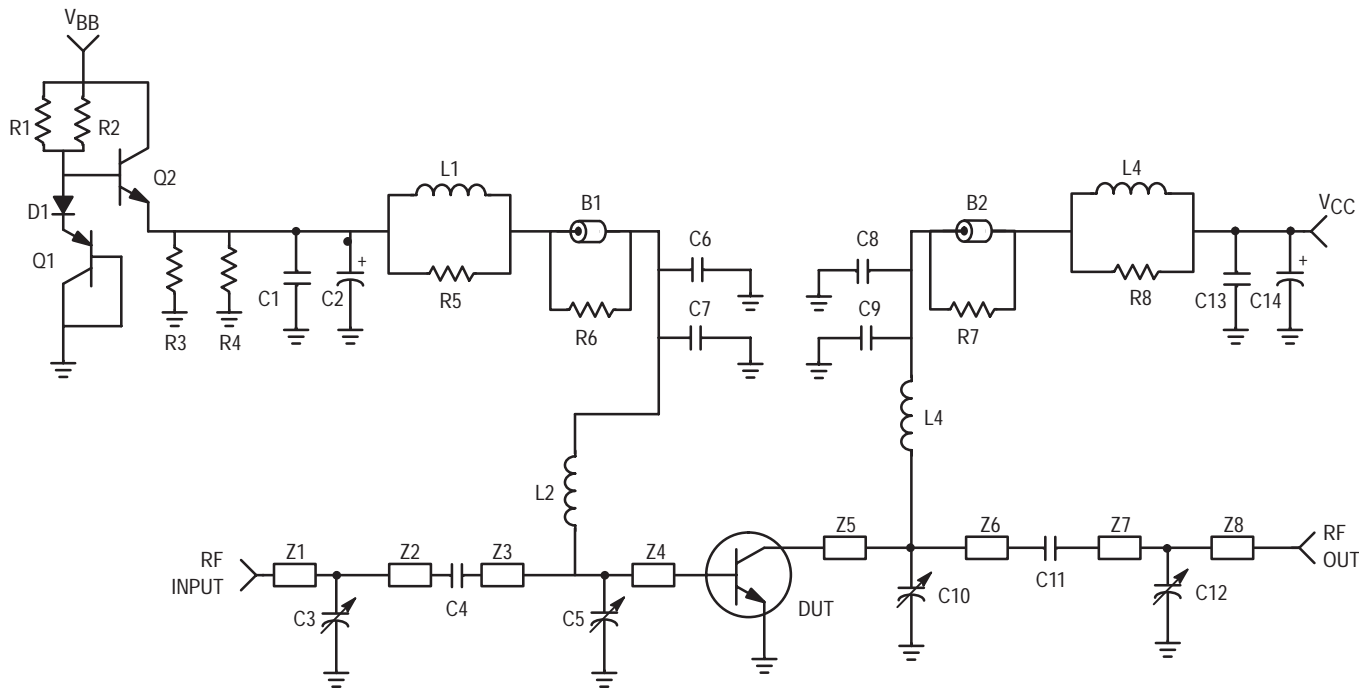 VBB
R1
R2
Q2
D1
Q1
R3
R4
C1
C2
+
L1
R5
B1
R6
C6
C7
C8
C9
B2
R7
L4
R8
VCC
C13
C14
+
L2
L4
RF
INPUT
Z1
Z2
Z3
Z4
C3
C4
C5
DUT
Z5
Z6
Z7
Z8
C10
C11
C12
RF
OUT